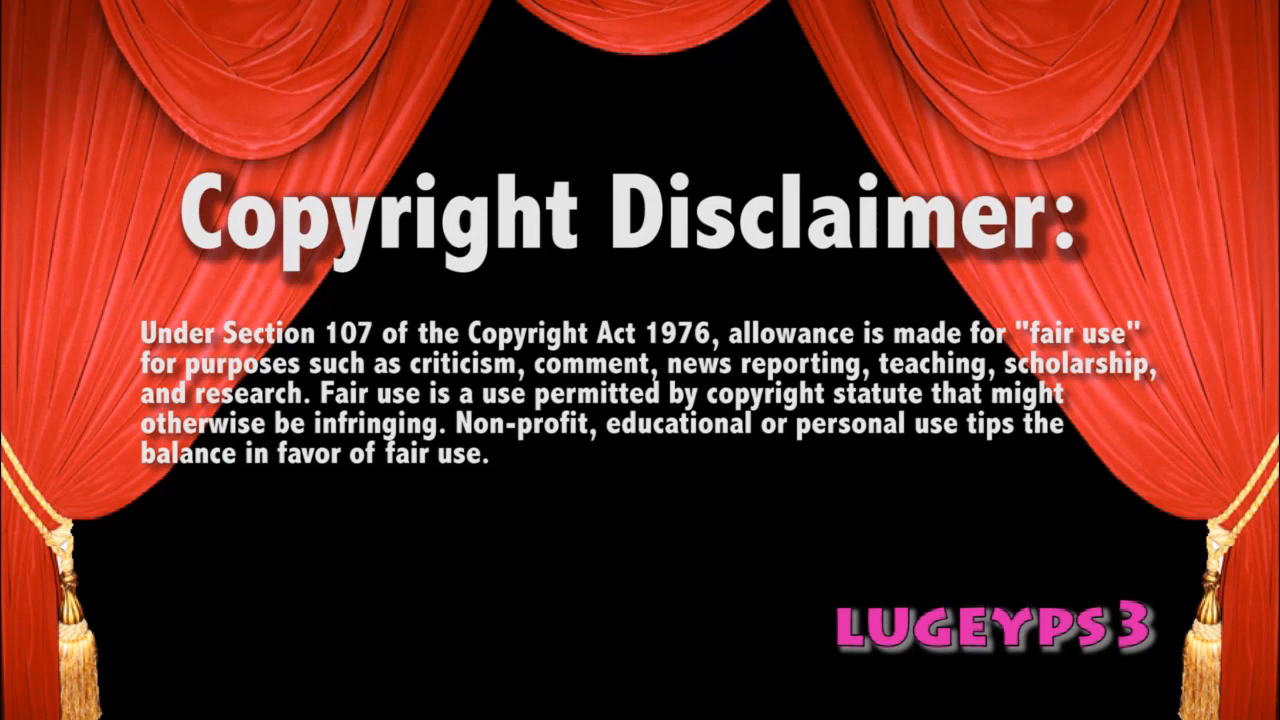 Copyright Disclaimer:
Under Section 107 of the Copyright Act 1976, allowance is made for "fair use"
for purposes such as criticism, comment, news reporting, teaching, scholarship,
and research. Fair use is a use permitted by copyright statute that might
otherwise be infringing. Non-profit, educational or personal use tips the
balance in favor of fair use.
LUGEYPS3